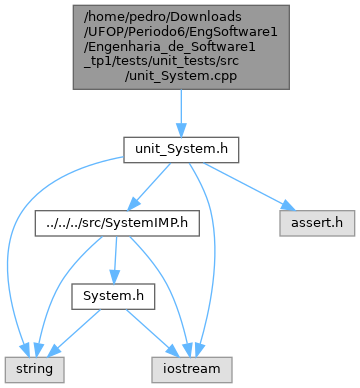 /home/pedro/Downloads
/UFOP/Periodo6/EngSoftware1
/Engenharia_de_Software1
_tp1/tests/unit_tests/src
/unit_System.cpp
unit_System.h
../../../src/SystemIMP.h
assert.h
System.h
string
iostream